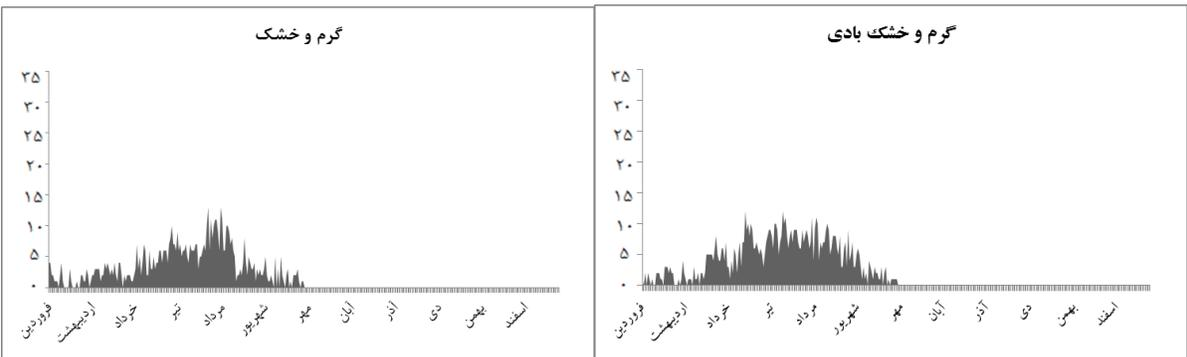 گرم و خشک بادی
۳۵
۳۰
۲۵
۲۰
۱۵
۱۰
۵
۰
فروردین
اردیبهشت
خرداد
تیر
مرداد
شهریور
مهر
آبان
آذر
دی
بهمن
اسفند
گرم و خشک
۳۵
۳۰
۲۵
۲۰
۱۵
۱۰
۵
۰
فروردین
اردیبهشت
خرداد
تیر
مرداد
شهریور
مهر
آبان
آذر
دی
بهمن
اسفند